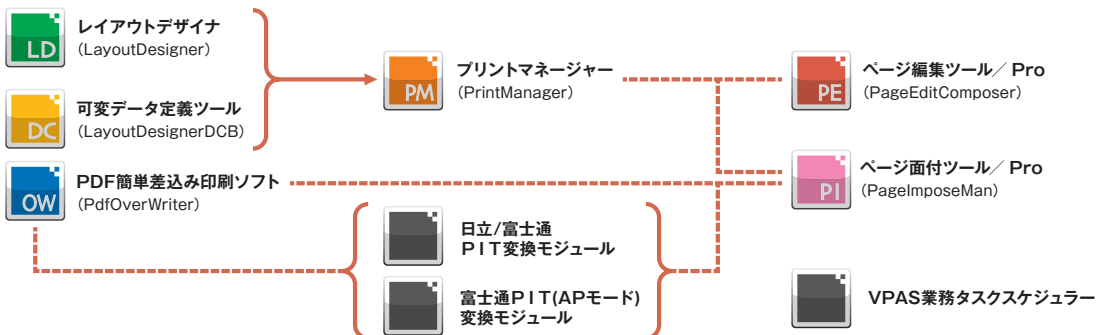 LD
レイアウトデザイナ
(LayoutDesigner)
DC
可変データ定義ツール
(LayoutDesignerDCB)
OW
PDF簡単差込み印刷ソフト
(PdfOverWriter)
PM
プリントマネージャー
(PrintManager)
日立/富士通
PIT変換モジュール
富士通PIT(APモード)
変換モジュール
PE
ページ編集ツール/ Pro
(PageEditComposer)
PI
ページ面付ツール/ Pro
(PageImposeMan)
VPAS業務タスクスケジュラー